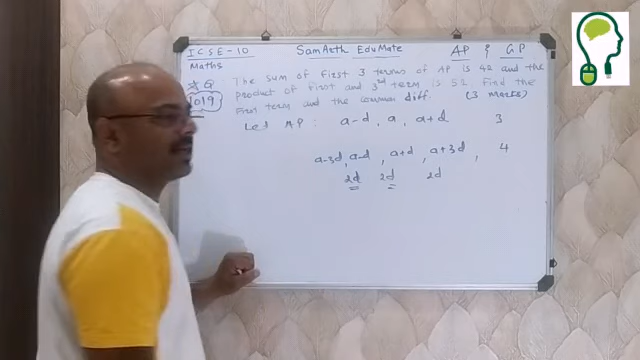 ICSE-10 SamArth EduMate AP & GP
Maths
* Q The sum of first 3 terms of AP is 42 and the
2019 product of first and 3rd term is 52. Find the
First term and the common diff. (3 marks)
Let AP : a-d, a, a+d 3
a-3d, a-d, a+d, a+3d, 4
2d 2d 2d